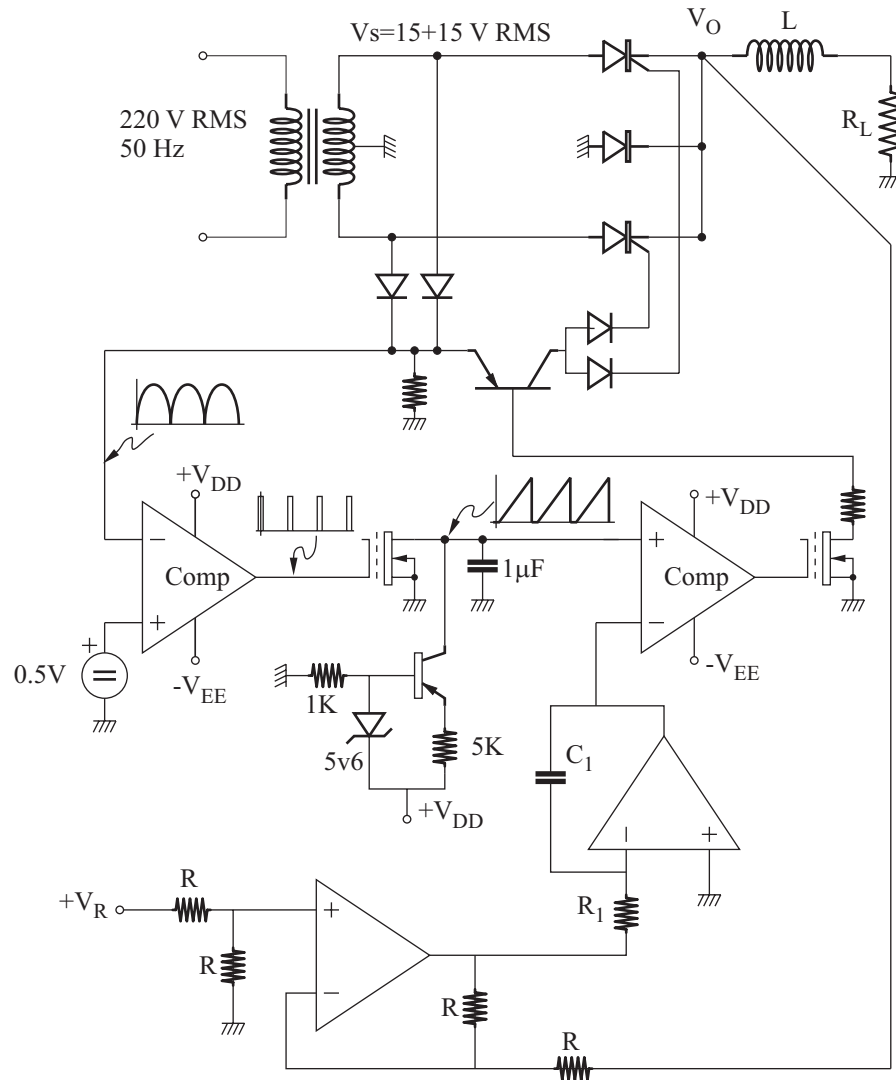 Vs=15+15 V RMS
V_O
L
220 V RMS
50 Hz
R_L
+V_DD
+V_DD
Comp
1μF
Comp
0.5V
-V_EE
1K
-V_EE
5v6
5K
C_1
+V_DD
R
+V_R
R_1
R
R
R